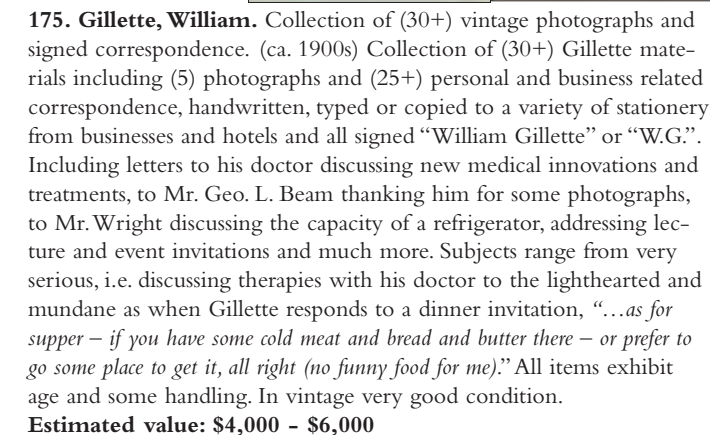 175. Gillette, William. Collection of (30+) vintage photographs and
signed correspondence. (ca. 1900s) Collection of (30+) Gillette mate-
rials including (5) photographs and (25+) personal and business related
correspondence, handwritten, typed or copied to a variety of stationery
from businesses and hotels and all signed “William Gillette” or “W.G.”.
Including letters to his doctor discussing new medical innovations and
treatments, to Mr. Geo. L. Beam thanking him for some photographs,
to Mr. Wright discussing the capacity of a refrigerator, addressing lec-
ture and event invitations and much more. Subjects range from very
serious, i.e. discussing therapies with his doctor to the lighthearted and
mundane as when Gillette responds to a dinner invitation, “…as for
supper – if you have some cold meat and bread and butter there – or prefer to
go some place to get it, all right (no funny food for me).” All items exhibit
age and some handling. In vintage very good condition.
Estimated value: $4,000 - $6,000